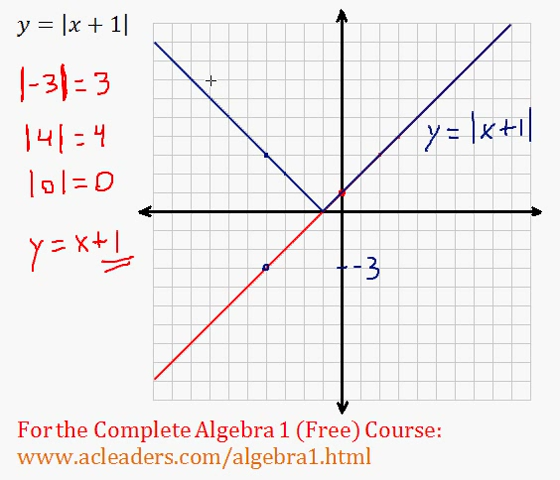 y = |x + 1|
|-3| = 3
|4| = 4
|0| = 0
y = x+1
y = |x+1|
-3
For the Complete Algebra 1 (Free) Course:
www.acleaders.com/algebra1.html